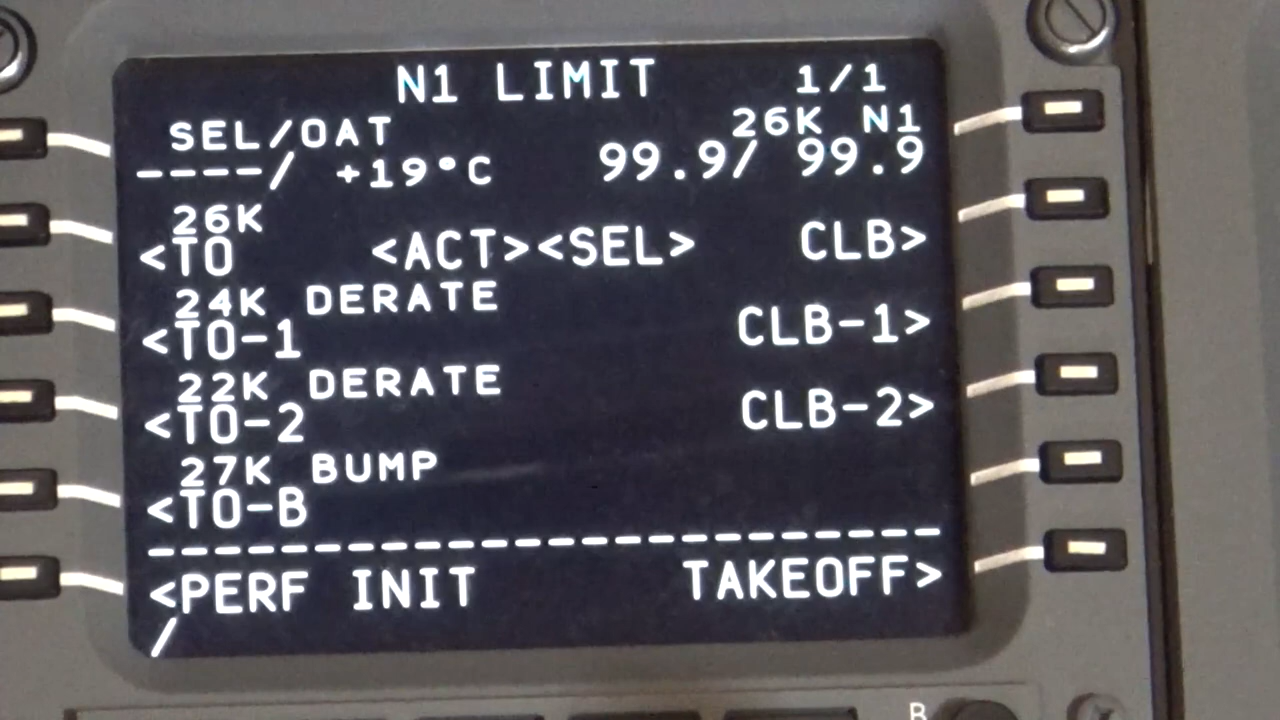 N1 LIMIT 1/1
SEL/OAT 26K N1
----/ +19°C 99.9/ 99.9
26K
<TO <ACT><SEL> CLB>
24K DERATE
<TO-1 CLB-1>
22K DERATE
<TO-2 CLB-2>
27K BUMP
<TO-B
------------------------
<PERF INIT TAKEOFF>
/
B